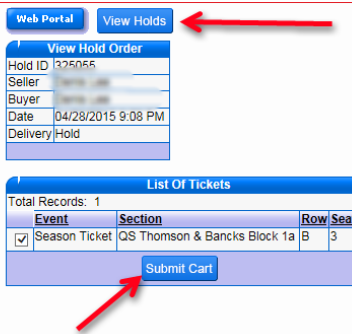 Web Portal View Holds
View Hold Order
Hold ID 325055
Seller
Buyer
Date 04/28/2015 9:08 PM
Delivery Hold
List Of Tickets
Total Records: 1
Event Section Row Sea
Season Ticket QS Thomson & Bancks Block 1a B 3
Submit Cart